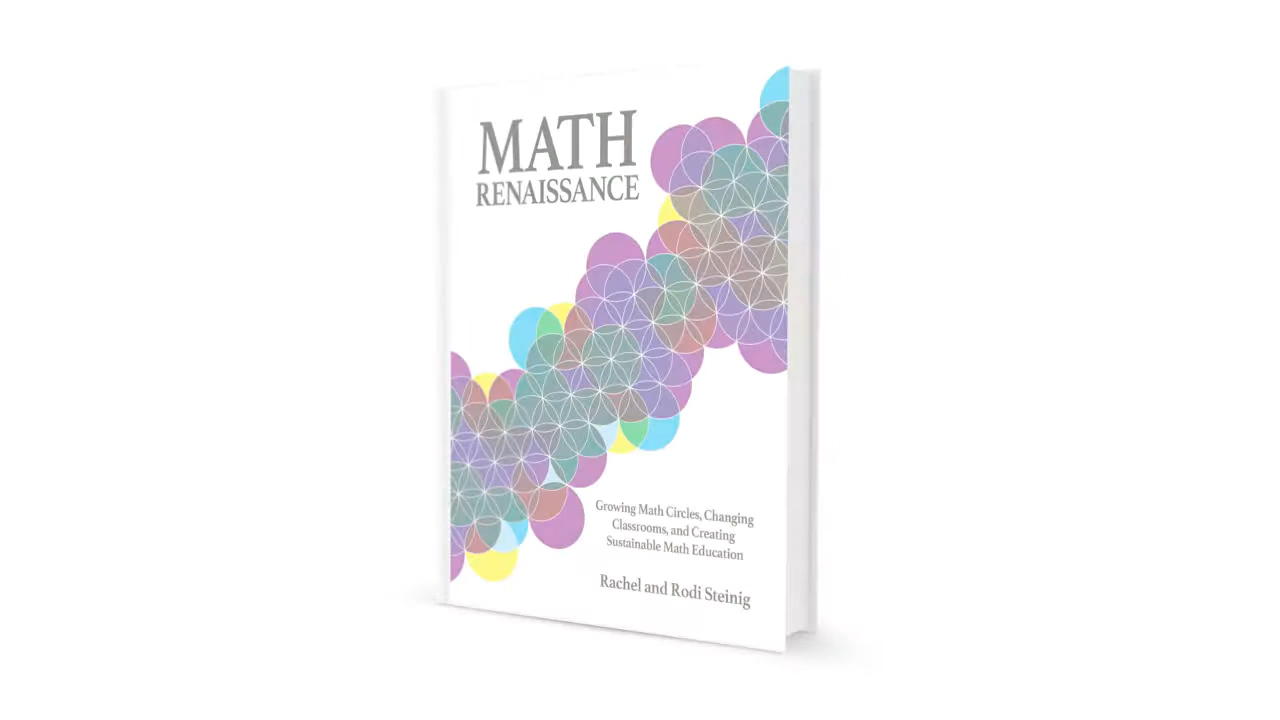 MATH
RENAISSANCE
Growing Math Circles, Changing
Classrooms, and Creating
Sustainable Math Education
Rachel and Rodi Steinig